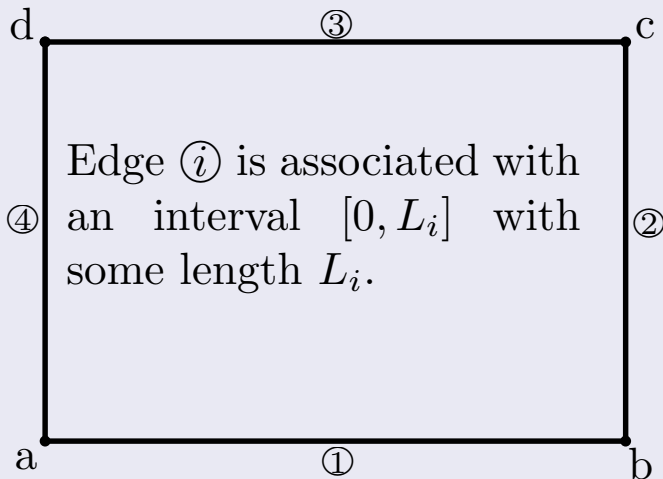 d ③ c
Edge ⓘ is associated with
an interval [0, L_i] with
④ ②
some length L_i.
a ① b